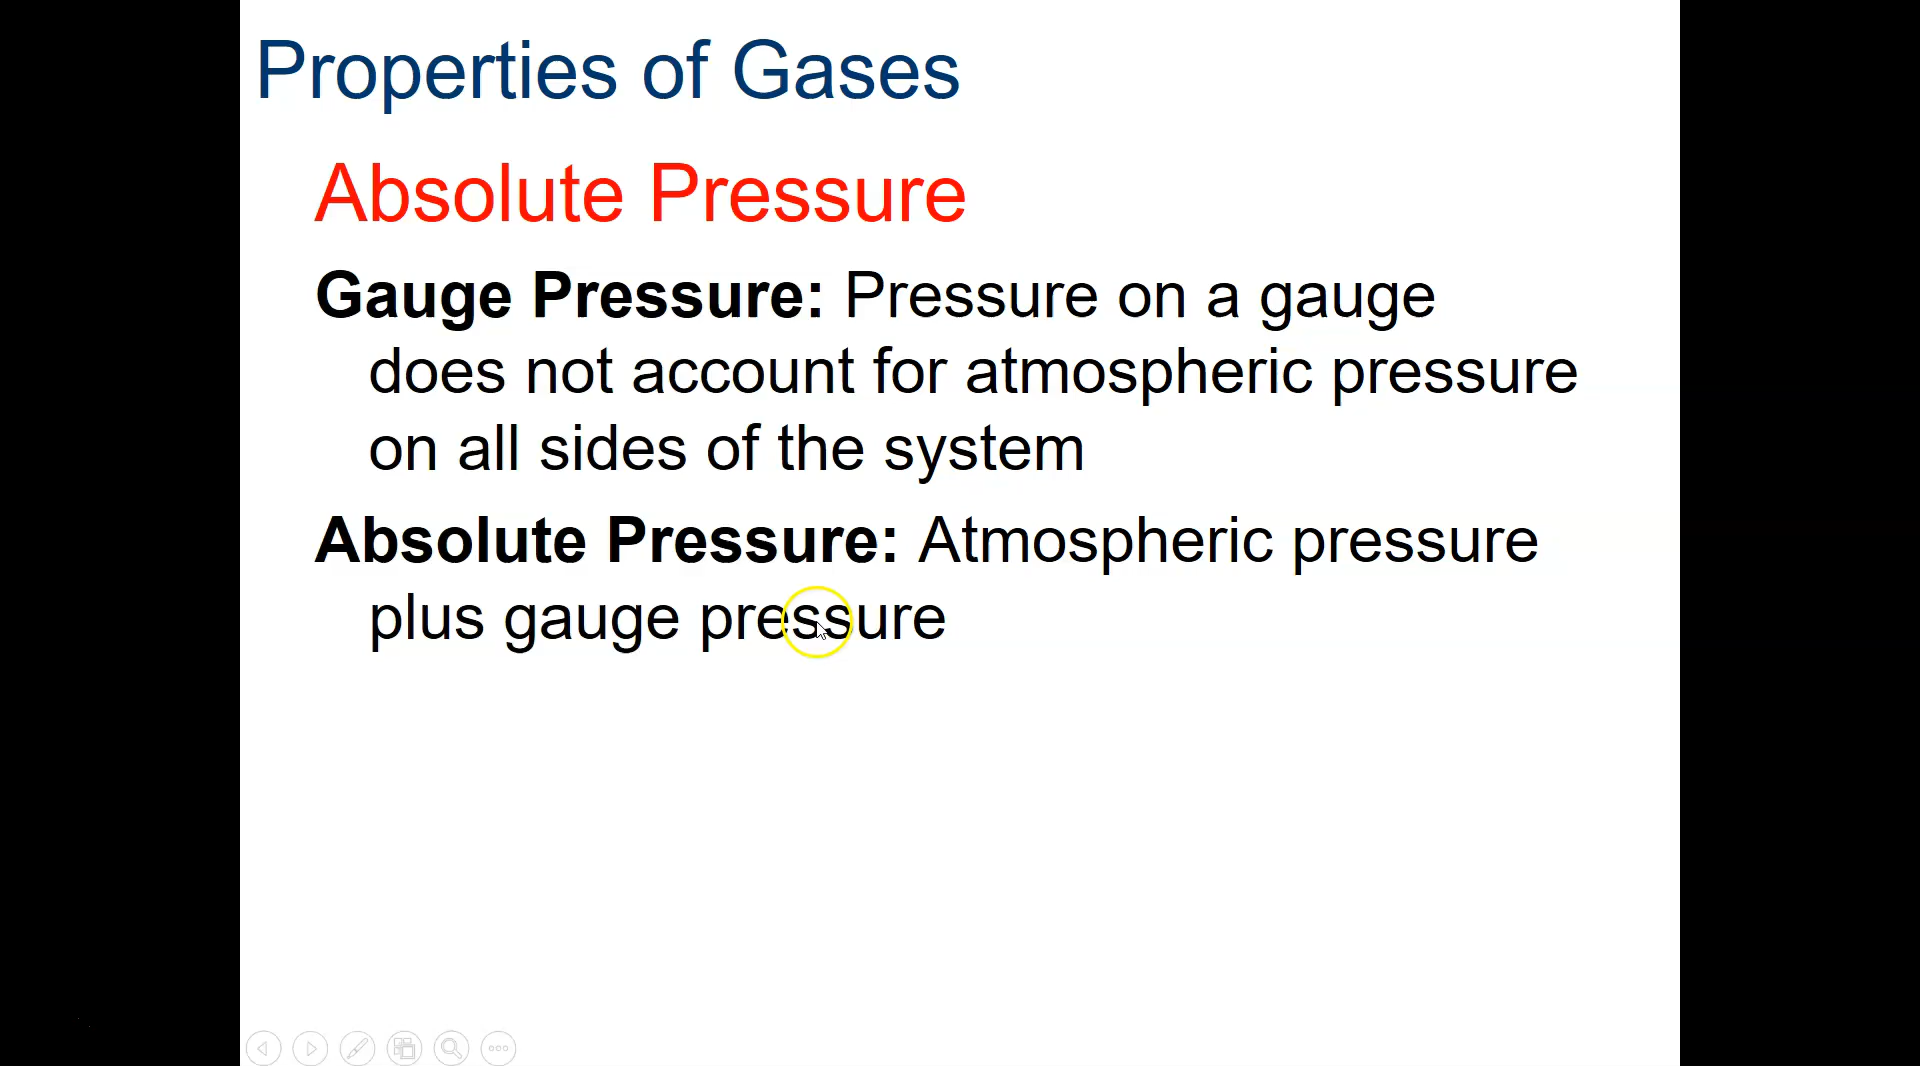 Properties of Gases
Absolute Pressure
Gauge Pressure: Pressure on a gauge
does not account for atmospheric pressure
on all sides of the system
Absolute Pressure: Atmospheric pressure
plus gauge pressure